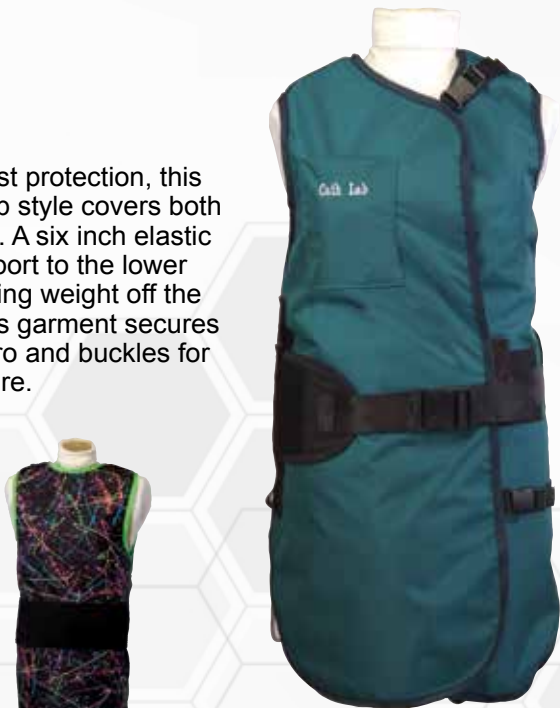 st protection, this
o style covers both
. A six inch elastic
port to the lower
ing weight off the
s garment secures
ro and buckles for
re.
Cath Lab